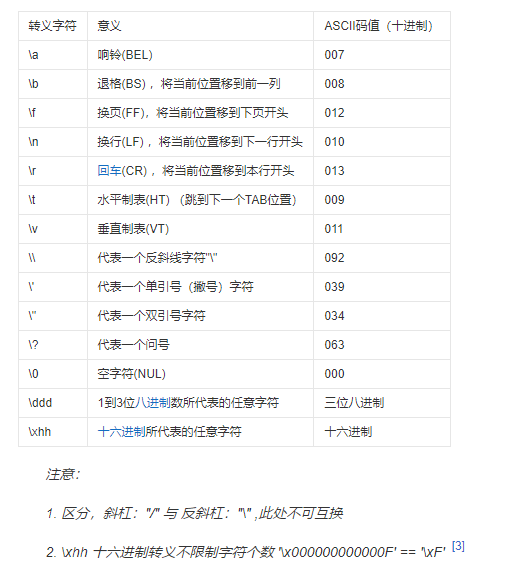 转义字符 意义 ASCII码值（十进制）
\a 响铃(BEL) 007
\b 退格(BS) ，将当前位置移到前一列 008
\f 换页(FF)，将当前位置移到下页开头 012
\n 换行(LF) ，将当前位置移到下一行开头 010
\r 回车(CR) ，将当前位置移到本行开头 013
\t 水平制表(HT) （跳到下一个TAB位置） 009
\v 垂直制表(VT) 011
\\ 代表一个反斜线字符''\' 092
\' 代表一个单引号（撇号）字符 039
\" 代表一个双引号字符 034
\? 代表一个问号 063
\0 空字符(NUL) 000
\ddd 1到3位八进制数所代表的任意字符 三位八进制
\xhh 十六进制所代表的任意字符 十六进制
注意：
1. 区分，斜杠："/" 与 反斜杠："\" ,此处不可互换
2. \xhh 十六进制转义不限制字符个数 '\x000000000000F' == '\xF' [3]